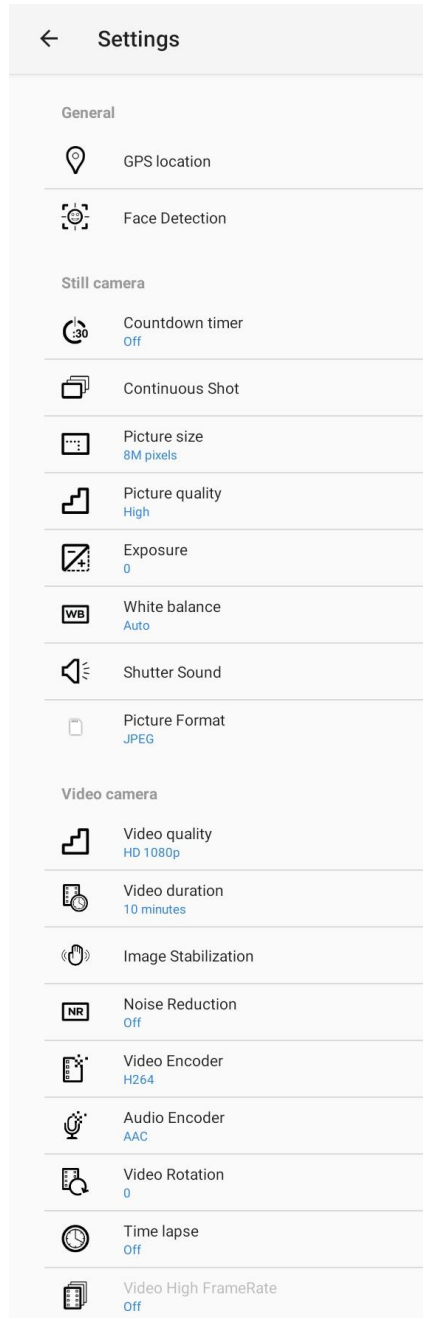 Settings
General
GPS location
Face Detection
Still camera
:30
Countdown timer
Off
Continuous Shot
Picture size
8M pixels
Picture quality
High
Exposure
0
WB
White balance
Auto
Shutter Sound
Picture Format
JPEG
Video camera
Video quality
HD 1080p
Video duration
10 minutes
Image Stabilization
NR
Noise Reduction
Off
Video Encoder
H264
Audio Encoder
AAC
Video Rotation
0
Time lapse
Off
Video High FrameRate
Off